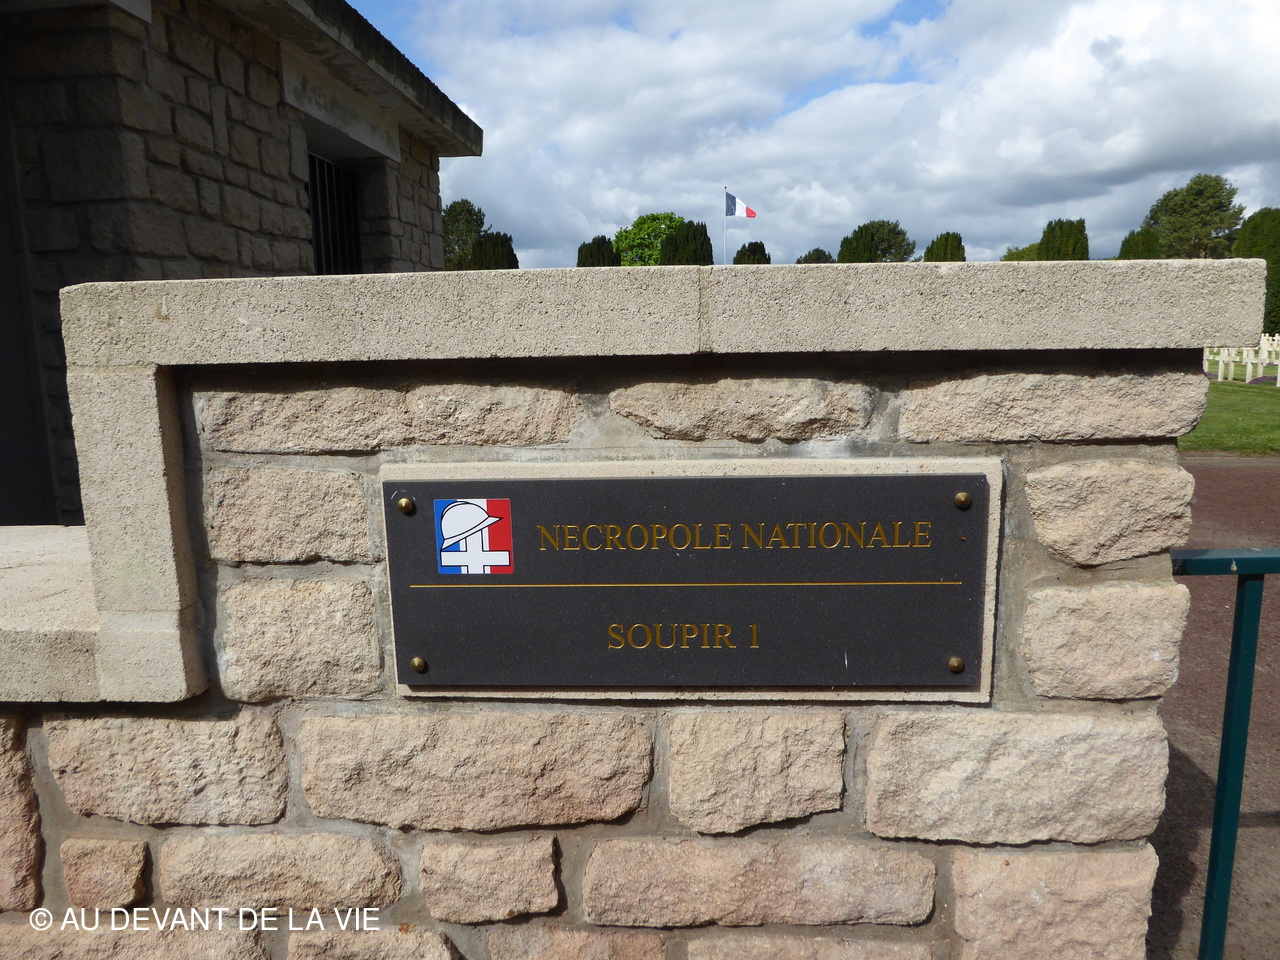 NECROPOLE NATIONALE
SOUPIR 1
© AU DEVANT DE LA VIE